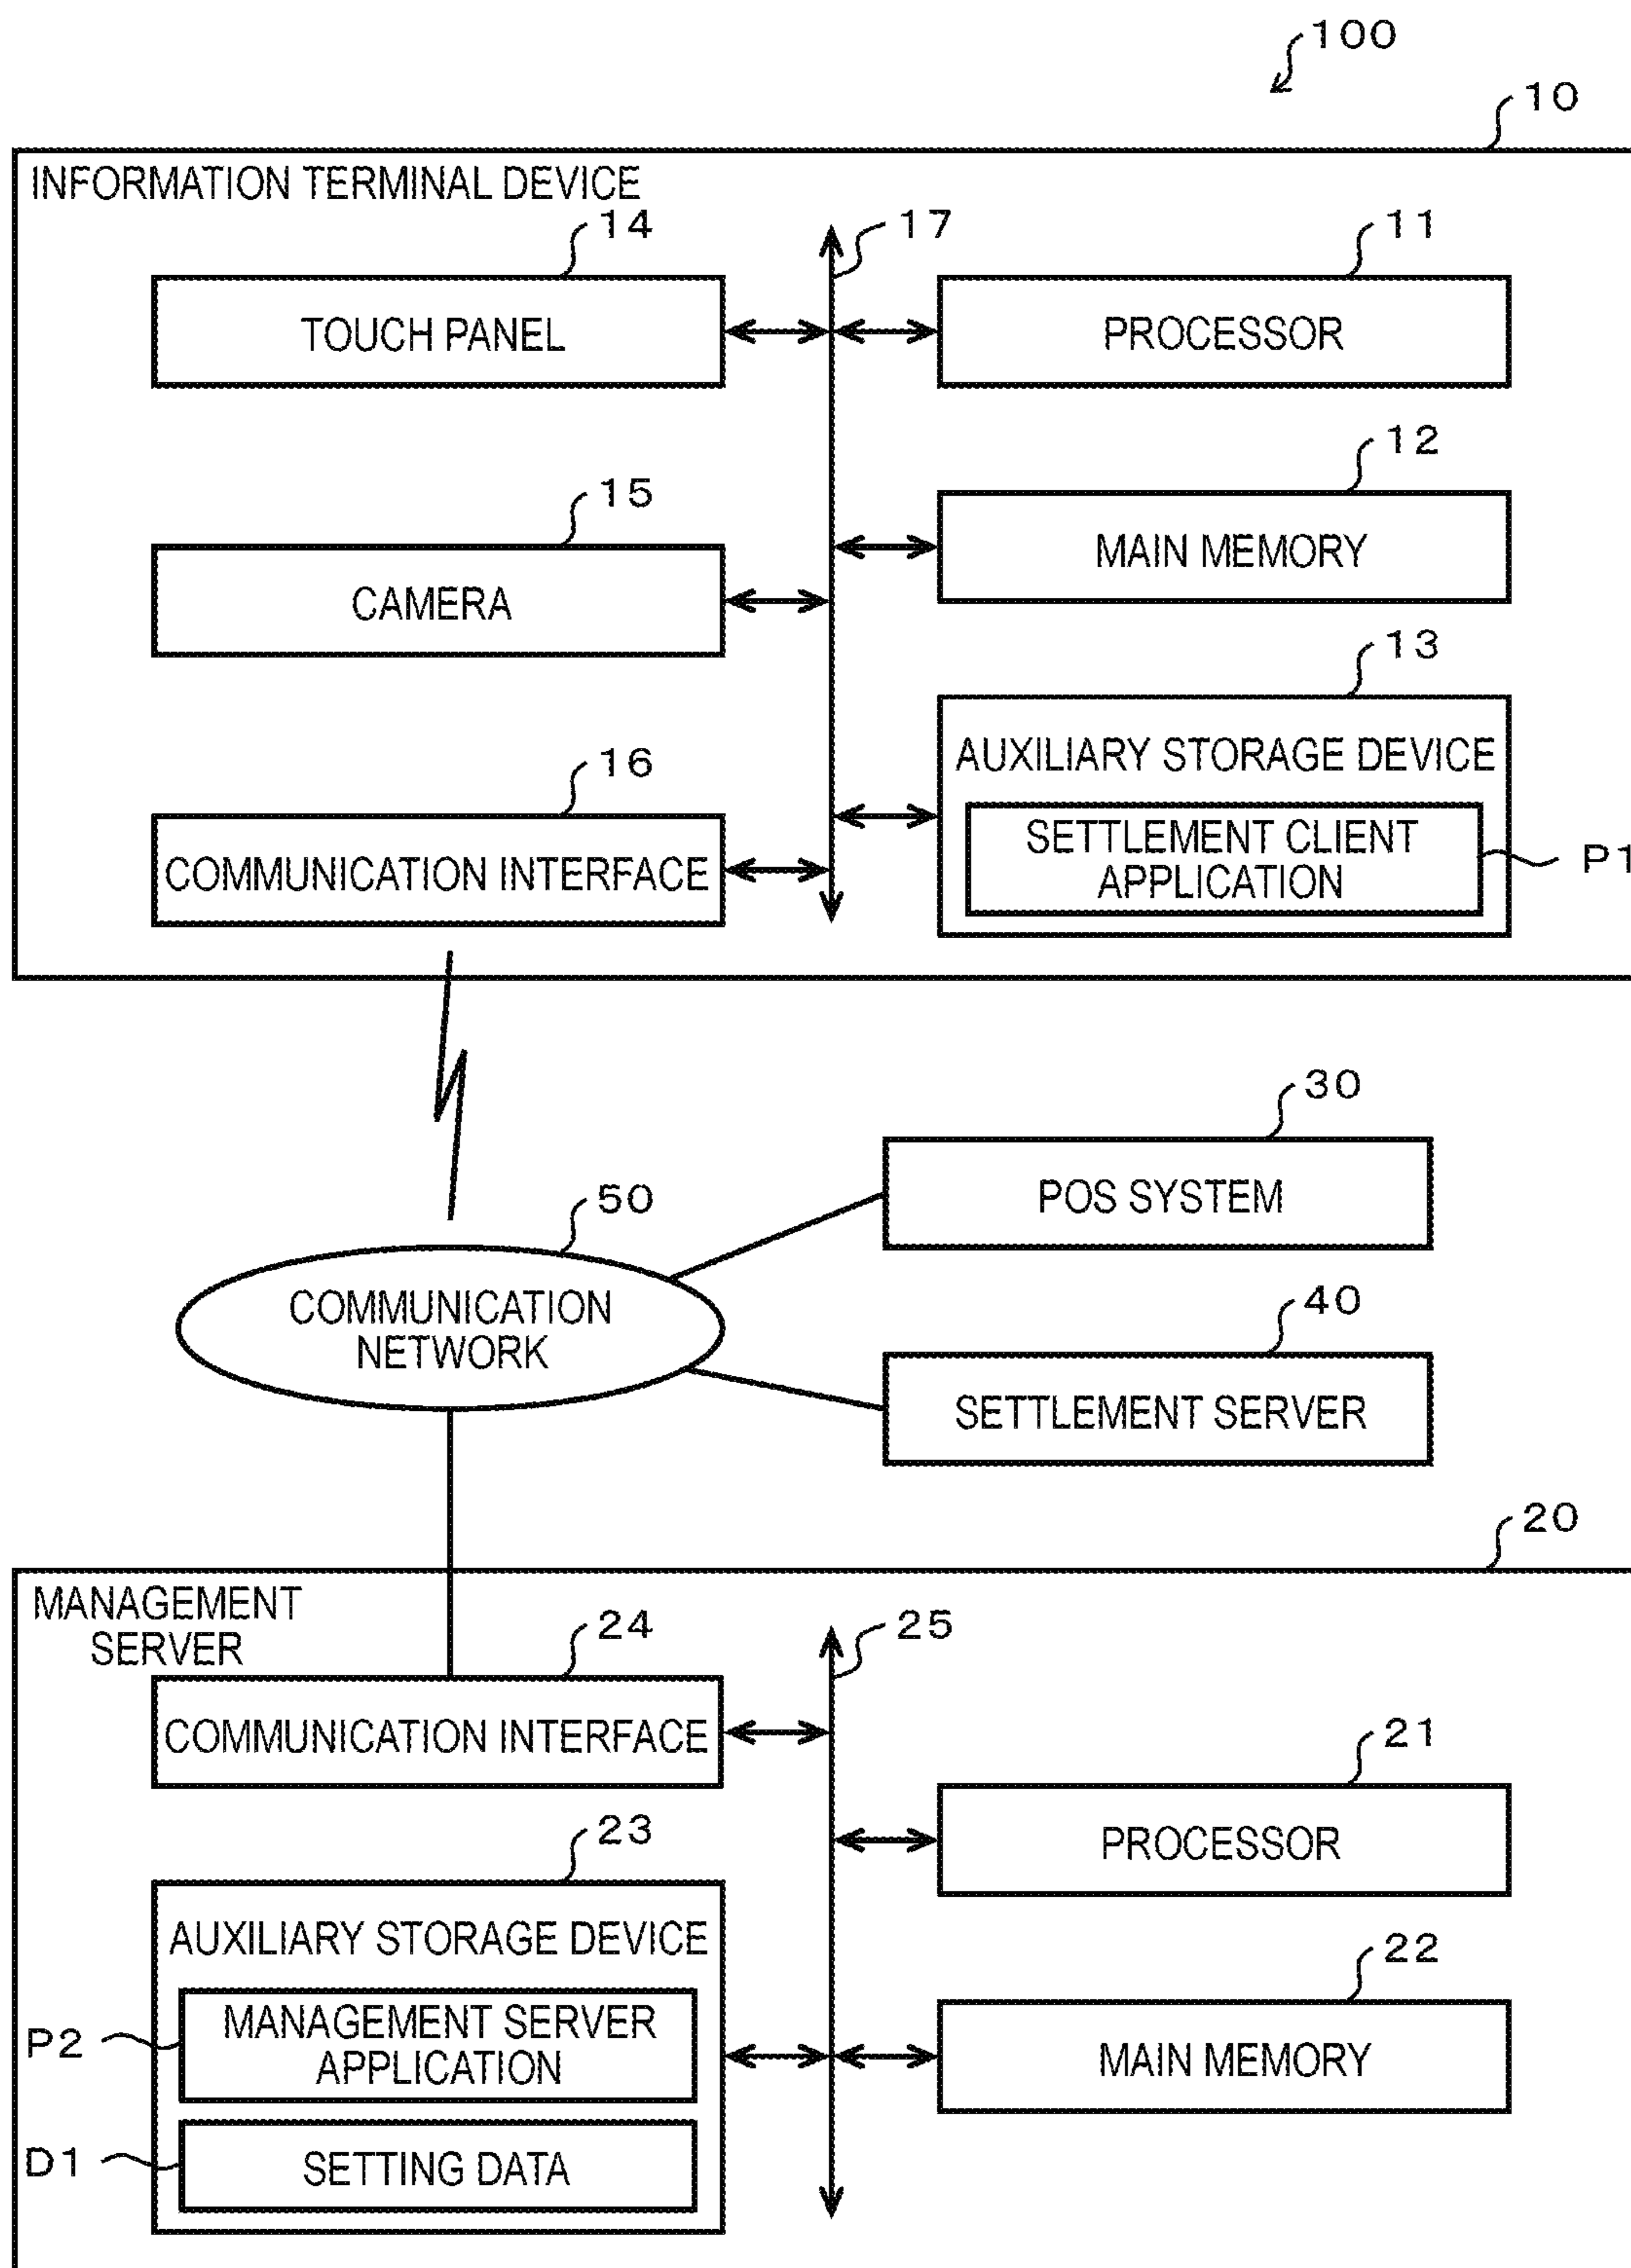 100
10
INFORMATION TERMINAL DEVICE
14
17
11
TOUCH PANEL
PROCESSOR
12
15
MAIN MEMORY
CAMERA
13
16
AUXILIARY STORAGE DEVICE
COMMUNICATION INTERFACE
SETTLEMENT CLIENT
APPLICATION
P1
30
POS SYSTEM
50
COMMUNICATION
NETWORK
40
SETTLEMENT SERVER
20
MANAGEMENT
SERVER
24
25
COMMUNICATION INTERFACE
21
PROCESSOR
23
AUXILIARY STORAGE DEVICE
22
P2
MANAGEMENT SERVER
APPLICATION
MAIN MEMORY
D1
SETTING DATA